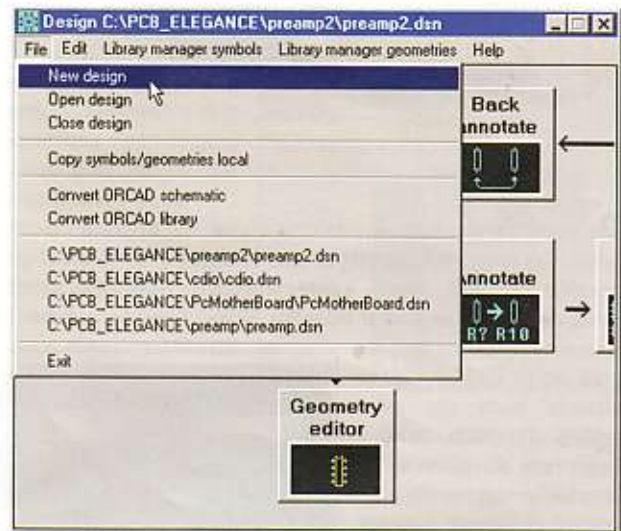 Design C:\PCB_ELEGANCE\preamp2\preamp2.dsn
File Edit Library manager symbols Library manager geometries Help
New design
Open design
Close design
Copy symbols/geometries local
Convert ORCAD schematic
Convert ORCAD library
C:\PCB_ELEGANCE\preamp2\preamp2.dsn
C:\PCB_ELEGANCE\cdio\cdio.dsn
C:\PCB_ELEGANCE\PcMotherBoard\PcMotherBoard.dsn
C:\PCB_ELEGANCE\preamp\preamp.dsn
Exit
Back
annotate
Annotate
R? R10
Geometry
editor